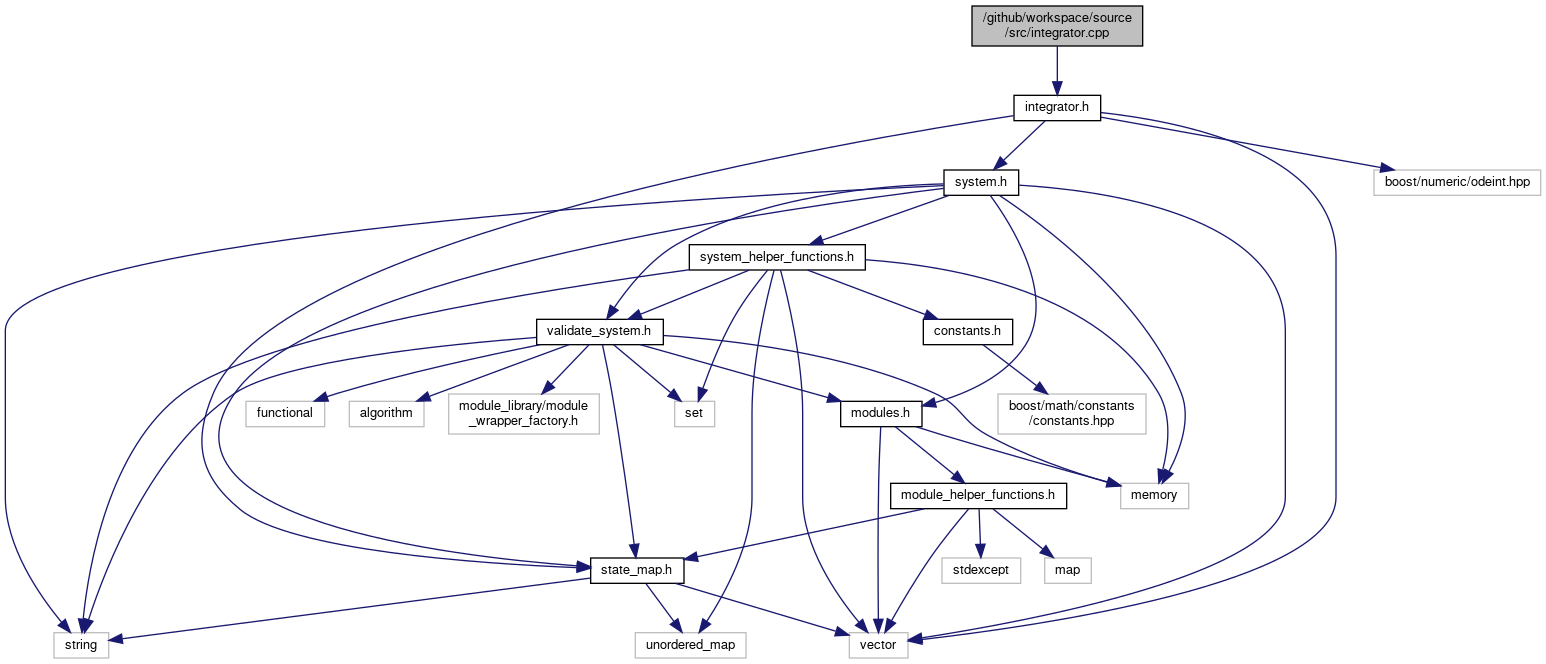 /github/workspace/source
/src/integrator.cpp
integrator.h
system.h
boost/numeric/odeint.hpp
system_helper_functions.h
validate_system.h
constants.h
functional
algorithm
module_library/module
_wrapper_factory.h
set
modules.h
boost/math/constants
/constants.hpp
module_helper_functions.h
memory
state_map.h
stdexcept
map
string
unordered_map
vector